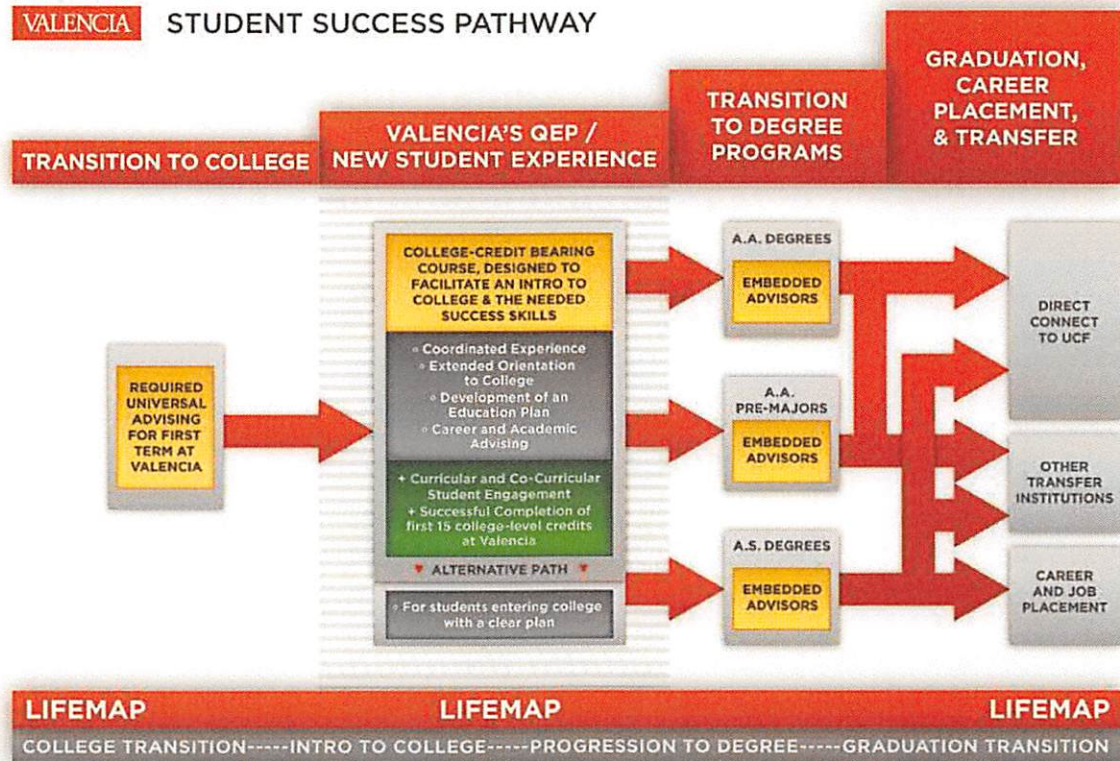 VALENCIA STUDENT SUCCESS PATHWAY
TRANSITION TO COLLEGE
VALENCIA'S QEP /
NEW STUDENT EXPERIENCE
TRANSITION
TO DEGREE
PROGRAMS
GRADUATION,
CAREER
PLACEMENT,
& TRANSFER
REQUIRED
UNIVERSAL
ADVISING
FOR FIRST
TERM AT
VALENCIA
COLLEGE-CREDIT BEARING
COURSE, DESIGNED TO
FACILITATE AN INTRO TO
COLLEGE & THE NEEDED
SUCCESS SKILLS
Coordinated Experience
Extended Orientation
to College
Development of an
Education Plan
Career and Academic
Advising
+ Curricular and Co-Curricular
Student Engagement
+ Successful Completion of
first 15 college-level credits
at Valencia
ALTERNATIVE PATH
For students entering college
with a clear plan
A.A. DEGREES
EMBEDDED
ADVISORS
A.A.
PRE-MAJORS
EMBEDDED
ADVISORS
A.S. DEGREES
EMBEDDED
ADVISORS
DIRECT
CONNECT
TO UCF
OTHER
TRANSFER
INSTITUTIONS
CAREER
AND JOB
PLACEMENT
LIFEMAP LIFEMAP LIFEMAP
COLLEGE TRANSITION-----INTRO TO COLLEGE-----PROGRESSION TO DEGREE-----GRADUATION TRANSITION